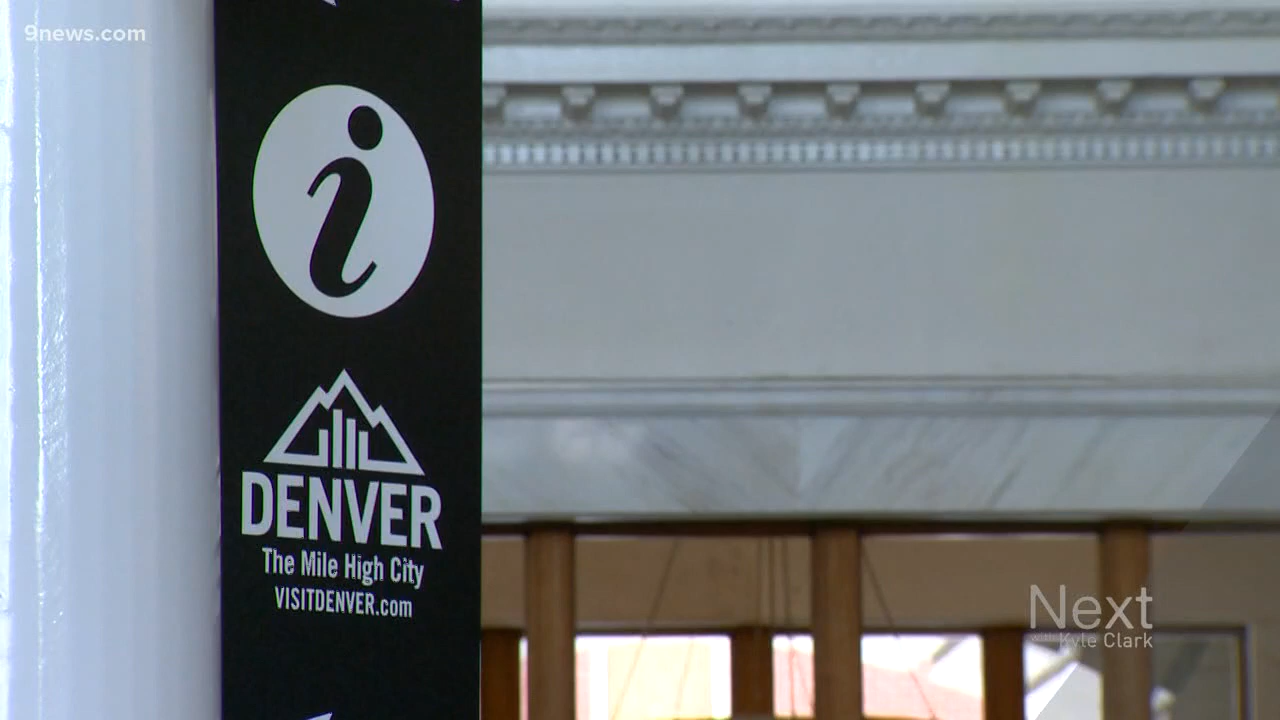 9news.com
i
DENVER
The Mile High City
VISITDENVER.com
Next
with Kyle Clark